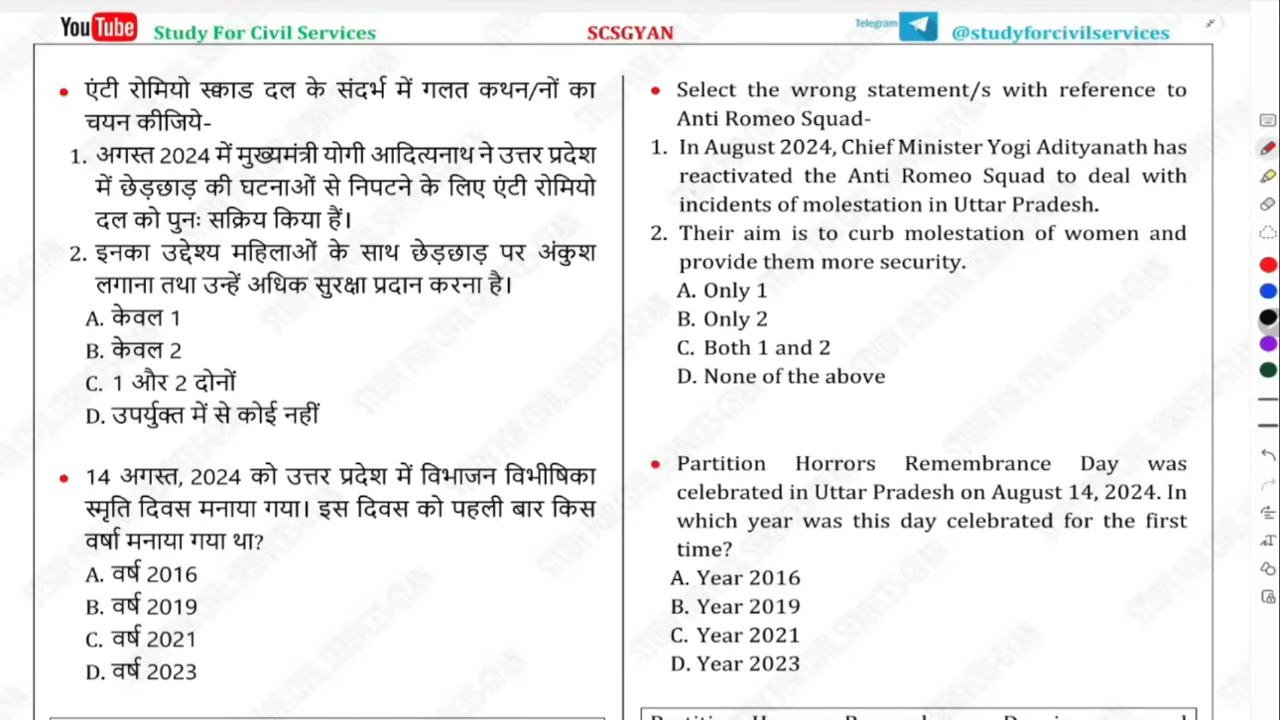 YouTube Study For Civil Services SCSGYAN Telegram @studyforcivilservices
• एंटी रोमियो स्क्वाड दल के संदर्भ में गलत कथन/नों का
चयन कीजिये-
1. अगस्त 2024 में मुख्यमंत्री योगी आदित्यनाथ ने उत्तर प्रदेश
में छेड़छाड़ की घटनाओं से निपटने के लिए एंटी रोमियो
दल को पुनः सक्रिय किया हैं।
2. इनका उद्देश्य महिलाओं के साथ छेड़छाड़ पर अंकुश
लगाना तथा उन्हें अधिक सुरक्षा प्रदान करना है।
A. केवल 1
B. केवल 2
C. 1 और 2 दोनों
D. उपर्युक्त में से कोई नहीं
• 14 अगस्त, 2024 को उत्तर प्रदेश में विभाजन विभीषिका
स्मृति दिवस मनाया गया। इस दिवस को पहली बार किस
वर्षा मनाया गया था?
A. वर्ष 2016
B. वर्ष 2019
C. वर्ष 2021
D. वर्ष 2023
• Select the wrong statement/s with reference to
Anti Romeo Squad-
1. In August 2024, Chief Minister Yogi Adityanath has
reactivated the Anti Romeo Squad to deal with
incidents of molestation in Uttar Pradesh.
2. Their aim is to curb molestation of women and
provide them more security.
A. Only 1
B. Only 2
C. Both 1 and 2
D. None of the above
• Partition Horrors Remembrance Day was
celebrated in Uttar Pradesh on August 14, 2024. In
which year was this day celebrated for the first
time?
A. Year 2016
B. Year 2019
C. Year 2021
D. Year 2023